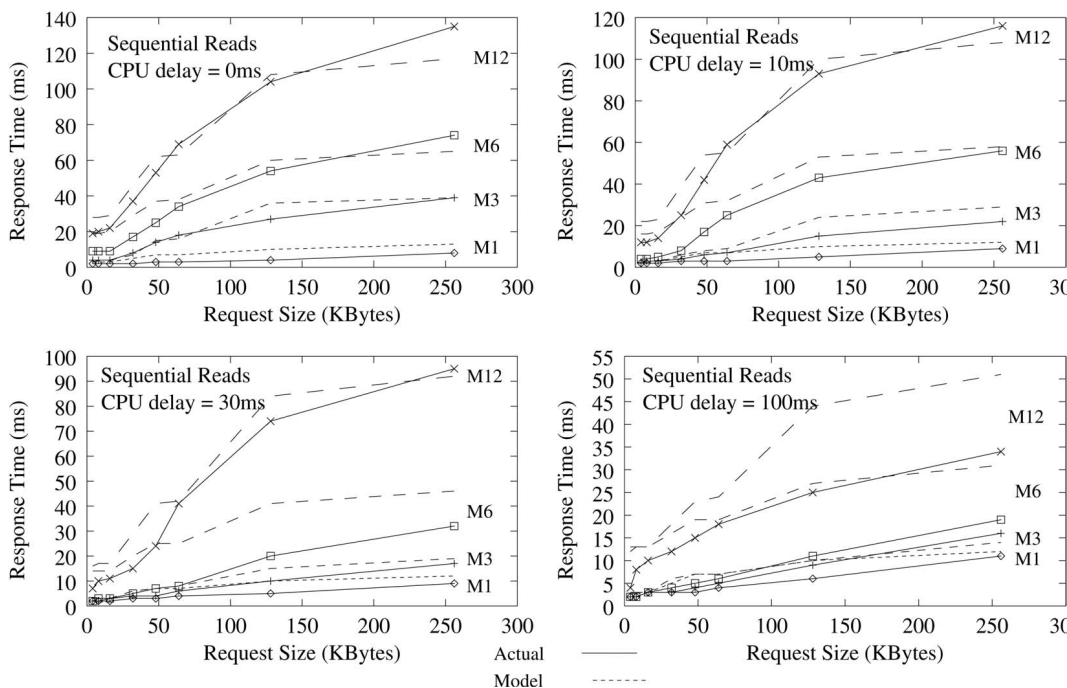 Sequential Reads
CPU delay = 0ms
Response Time (ms)
140
120
100
80
60
40
20
0
M12
M6
M3
M1
0 50 100 150 200 250 300
Request Size (KBytes)
Sequential Reads
CPU delay = 10ms
Response Time (ms)
120
100
80
60
40
20
0
M12
M6
M3
M1
0 50 100 150 200 250 300
Request Size (KBytes)
Sequential Reads
CPU delay = 30ms
Response Time (ms)
100
90
80
70
60
50
40
30
20
10
0
M12
M6
M3
M1
0 50 100 150 200 250 300
Request Size (KBytes)
Sequential Reads
CPU delay = 100ms
Response Time (ms)
55
50
45
40
35
30
25
20
15
10
5
0
M12
M6
M3
M1
0 50 100 150 200 250 300
Request Size (KBytes)
Actual
Model